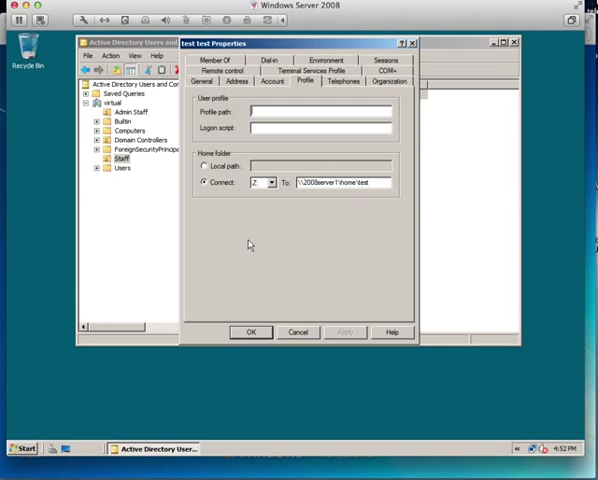 Windows Server 2008
Recycle Bin
Active Directory Users and
File Action View Help
Active Directory Users and Con
Saved Queries
virtual
Admin Staff
Builtin
Computers
Domain Controllers
ForeignSecurityPrincipa
Staff
Users
test test Properties
Member Of Dial-in Environment Sessions
Remote control Terminal Services Profile COM+
General Address Account Profile Telephones Organization
User profile
Profile path:
Logon script:
Home folder
Local path:
Connect: Z: To: \\2008server1\home\test
OK Cancel Apply Help
Start Active Directory User... 4:52 PM